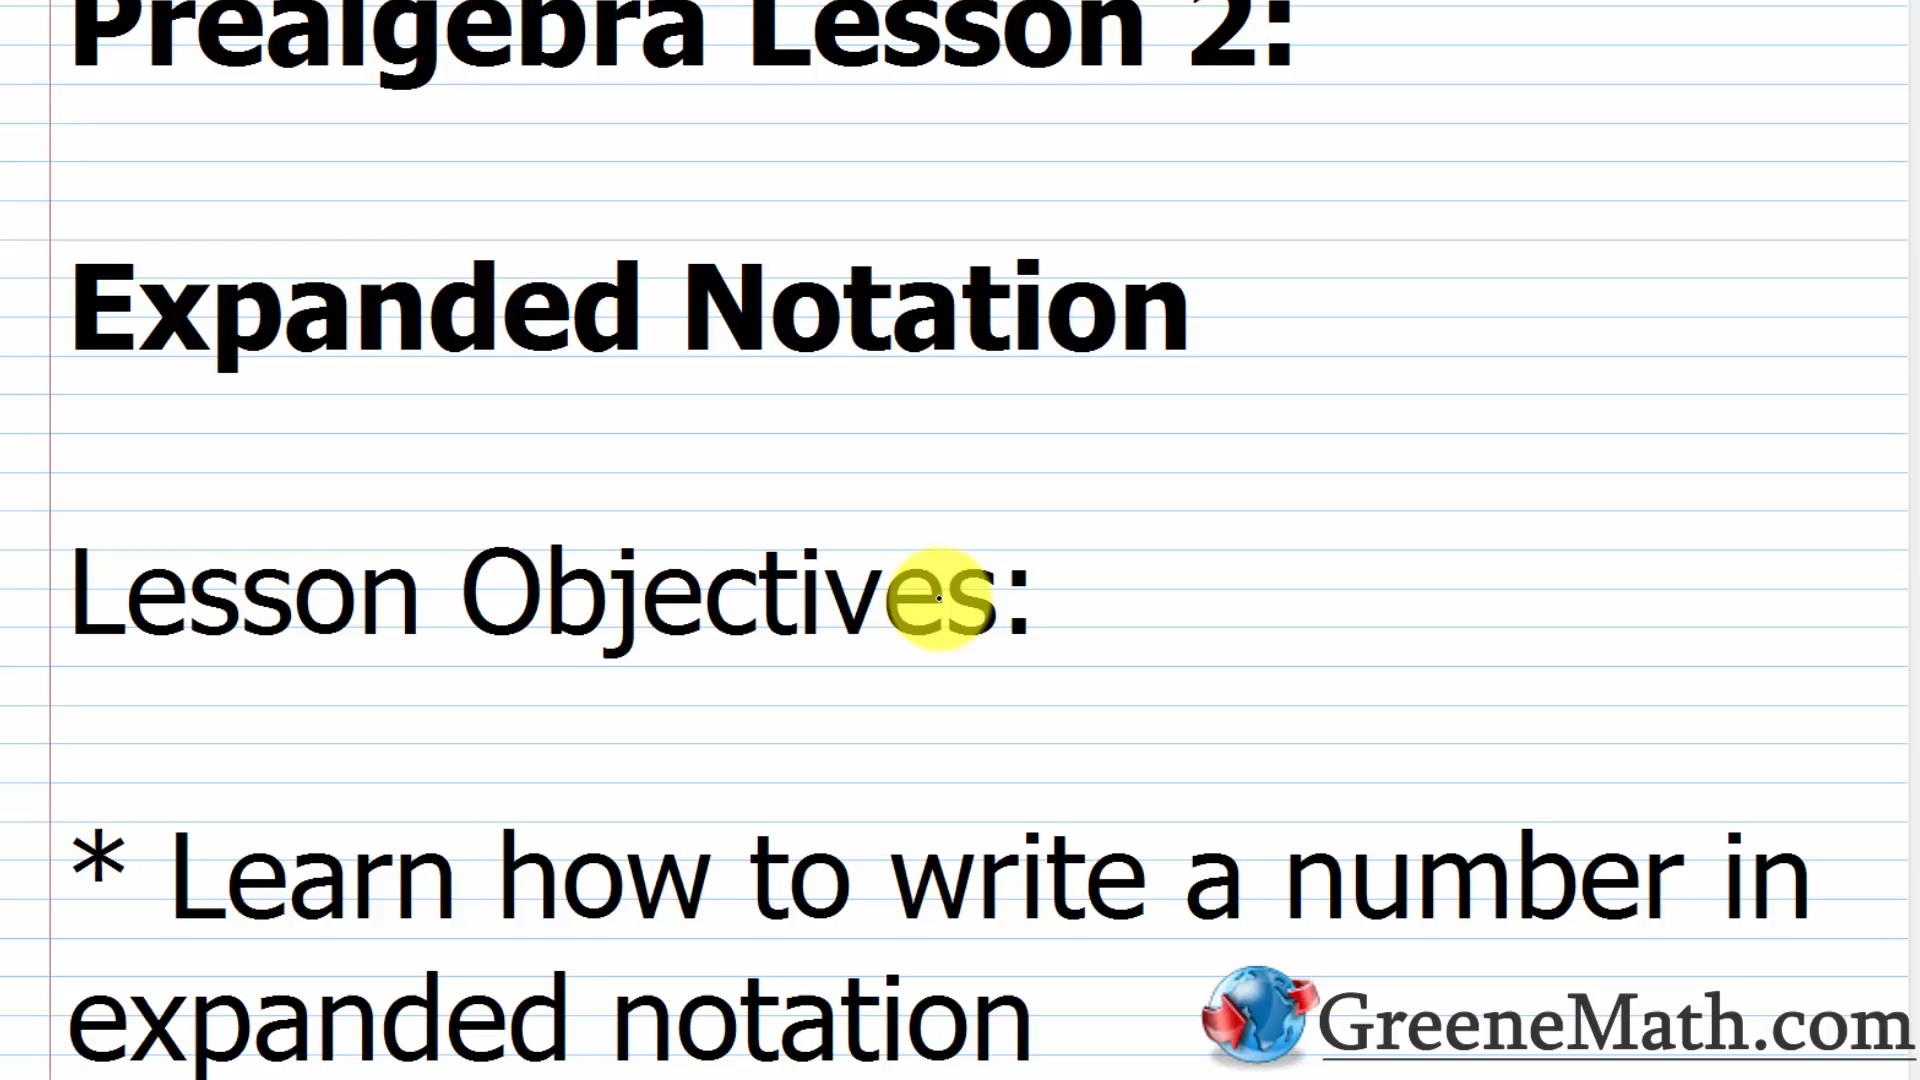 Prealgebra Lesson 2:
Expanded Notation
Lesson Objectives:
* Learn how to write a number in
expanded notation
GreeneMath.com